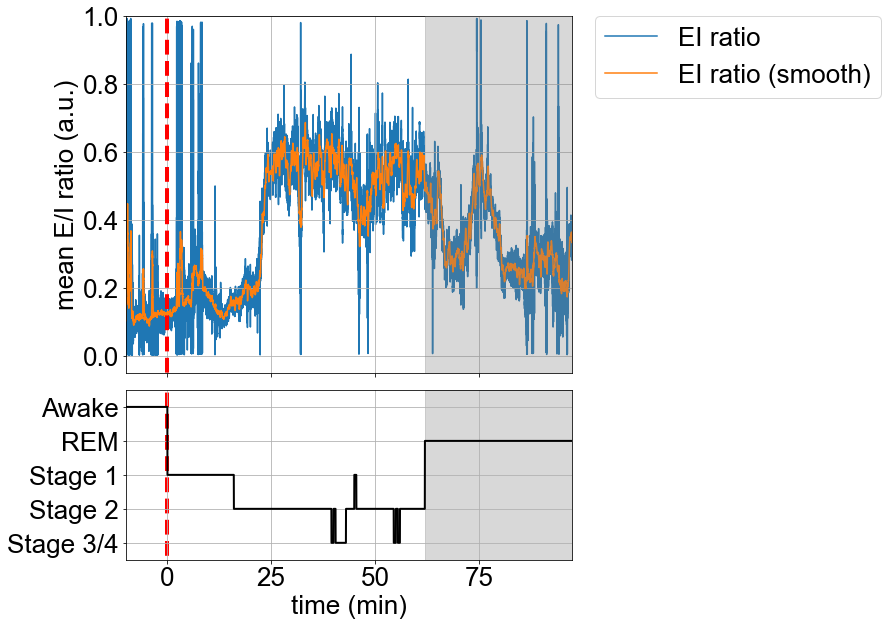 EI ratio
EI ratio (smooth)
mean E/I ratio (a.u.)
1.0
0.8
0.6
0.4
0.2
0.0
Awake
REM
Stage 1
Stage 2
Stage 3/4
0 25 50 75
time (min)